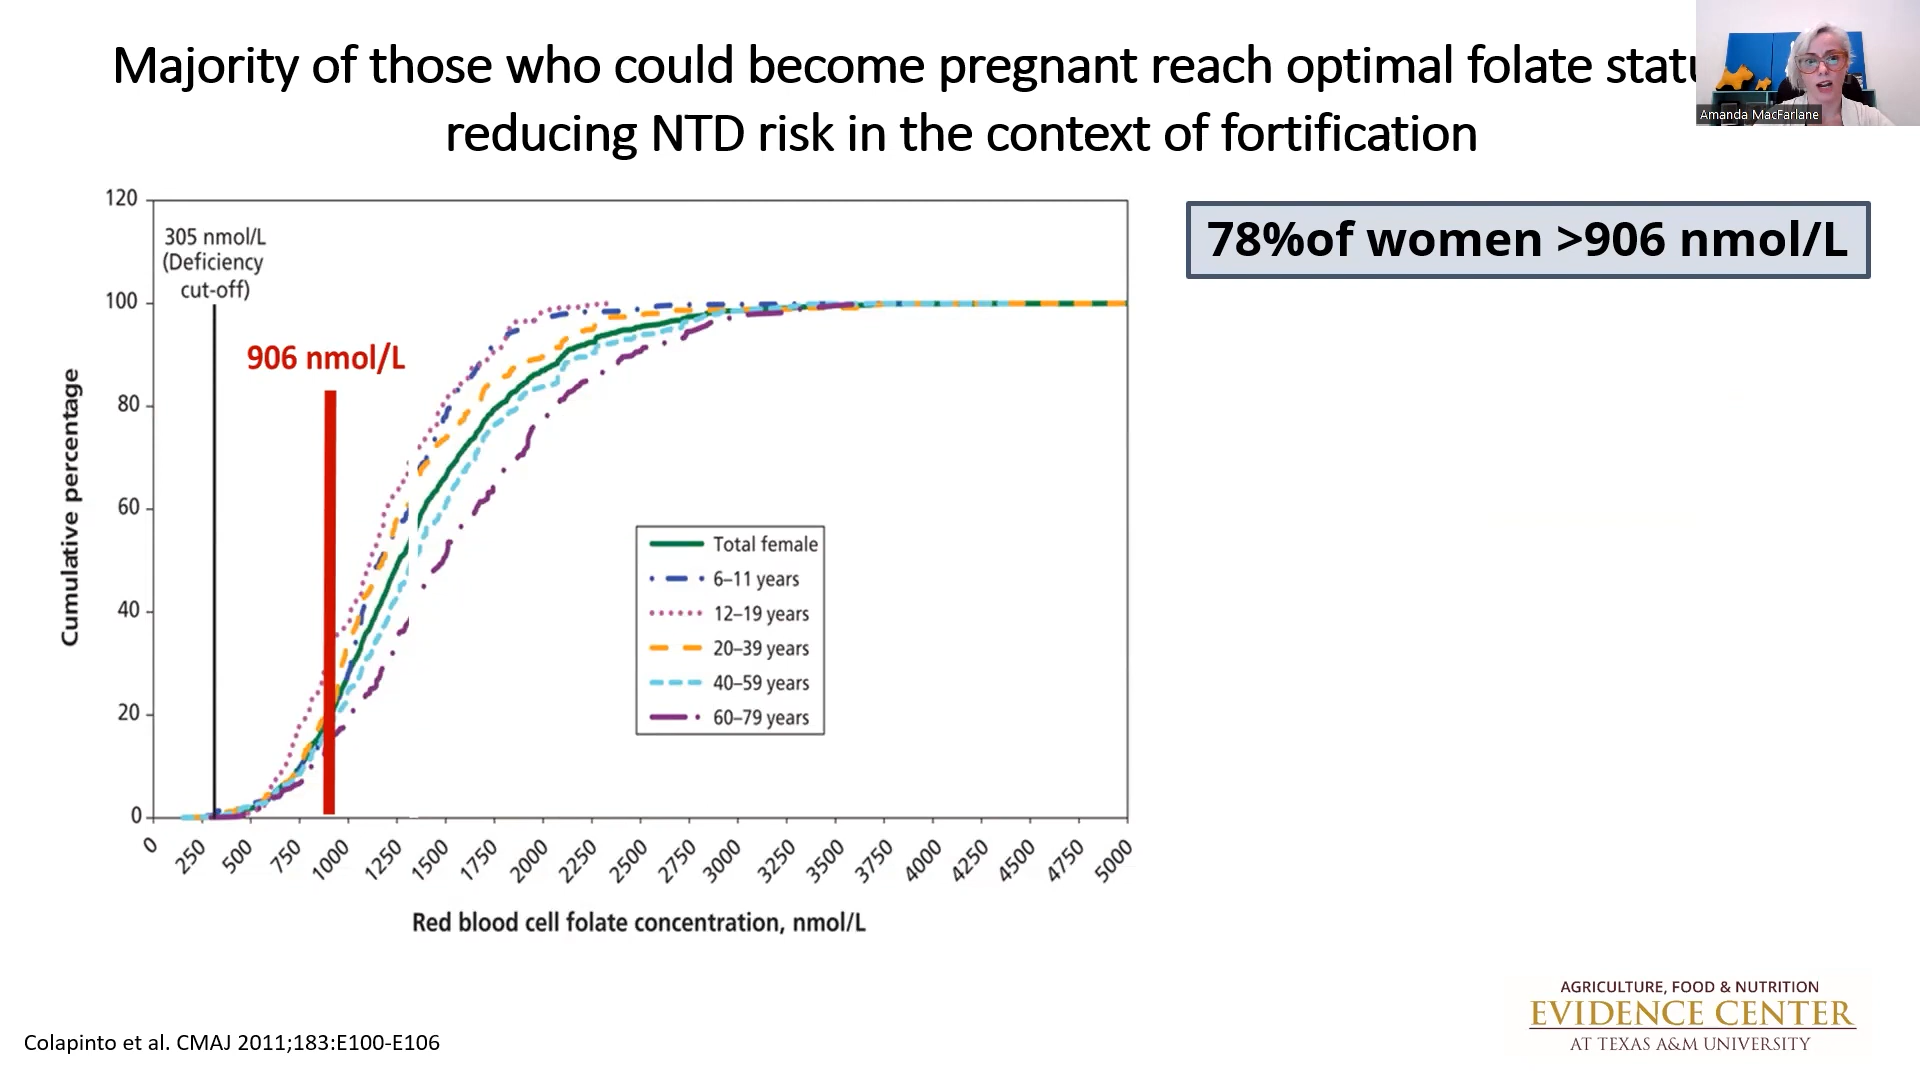 Majority of those who could become pregnant reach optimal folate statu
reducing NTD risk in the context of fortification
Amanda MacFarlane
78%of women >906 nmol/L
120
100
80
60
40
20
0
Cumulative percentage
305 nmol/L
(Deficiency
cut-off)
906 nmol/L
Total female
6–11 years
12–19 years
20–39 years
40–59 years
60–79 years
0 250 500 750 1000 1250 1500 1750 2000 2250 2500 2750 3000 3250 3500 3750 4000 4250 4500 4750 5000
Red blood cell folate concentration, nmol/L
AGRICULTURE, FOOD & NUTRITION
EVIDENCE CENTER
AT TEXAS A&M UNIVERSITY
Colapinto et al. CMAJ 2011;183:E100-E106